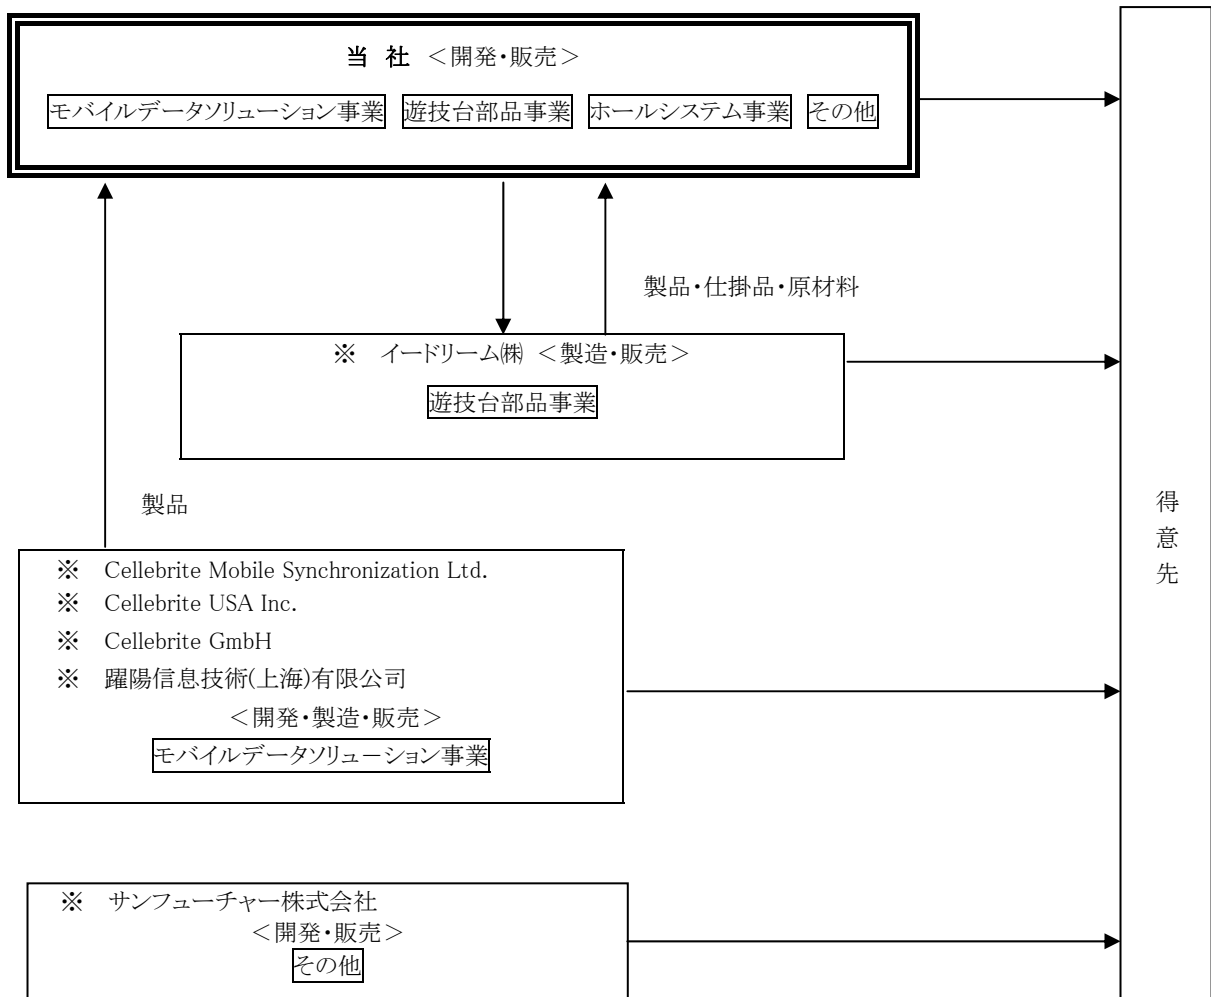 当 社 ＜開発・販売＞
モバイルデータソリューション事業 遊技台部品事業 ホールシステム事業 その他
製品・仕掛品・原材料
※ イードリーム㈱ ＜製造・販売＞
遊技台部品事業
製品
※ Cellebrite Mobile Synchronization Ltd.
※ Cellebrite USA Inc.
※ Cellebrite GmbH
※ 躍陽信息技術(上海)有限公司
＜開発・製造・販売＞
モバイルデータソリュ－ション事業
※ サンフューチャー株式会社
＜開発・販売＞
その他
得
意
先